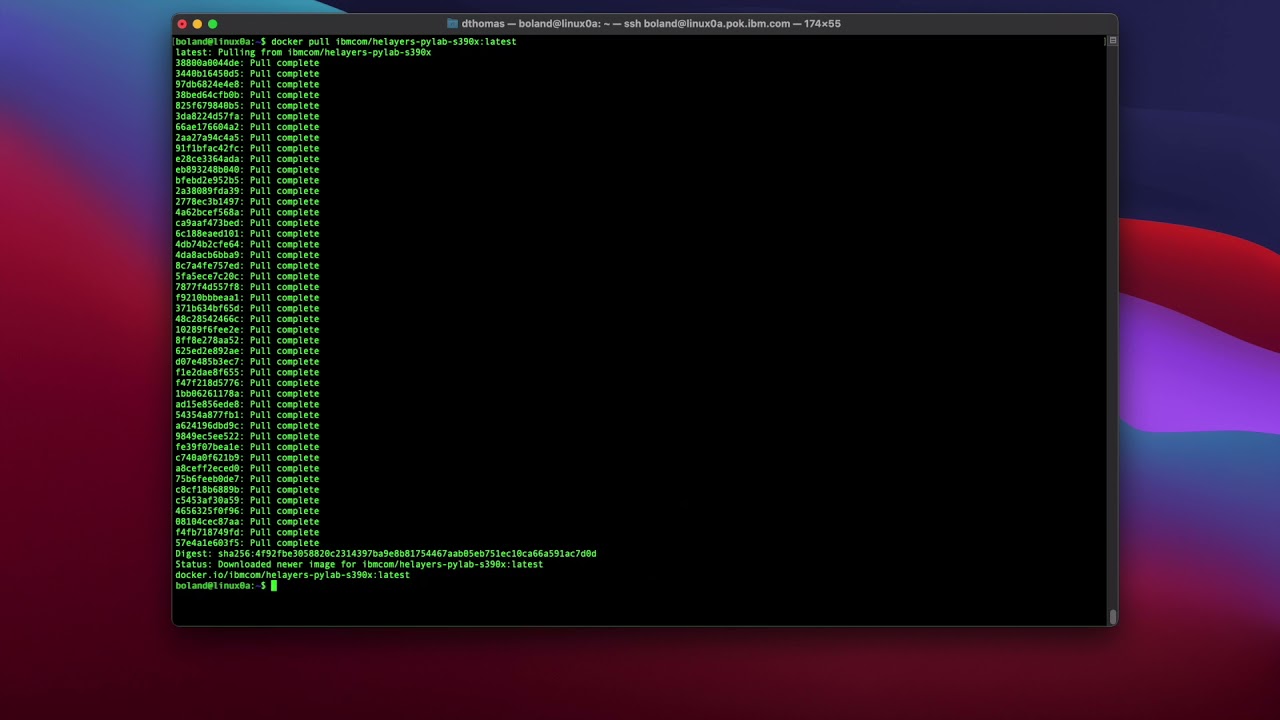 dthomas — boland@linux0a: ~ — ssh boland@linux0a.pok.ibm.com — 174×55
[boland@linux0a:~$ docker pull ibmcom/helayers-pylab-s390x:latest ]
latest: Pulling from ibmcom/helayers-pylab-s390x
38800a0044de: Pull complete
3440b16450d5: Pull complete
97db6824e4e8: Pull complete
38bed64cfb0b: Pull complete
825f679840b5: Pull complete
3da8224d57fa: Pull complete
66ae176604a2: Pull complete
2aa27a94c4a5: Pull complete
91f1bfac42fc: Pull complete
e28ce3364ada: Pull complete
eb893248b040: Pull complete
bfebd2e952b5: Pull complete
2a38089fda39: Pull complete
2778ec3b1497: Pull complete
4a62bcef568a: Pull complete
ca9aaf473bed: Pull complete
6c188eaed101: Pull complete
4db74b2cfe64: Pull complete
4da8acb6bba9: Pull complete
8c7a4fe757ed: Pull complete
5fa5ece7c20c: Pull complete
7877f4d557f8: Pull complete
f9210bbbeaa1: Pull complete
371b634bf65d: Pull complete
48c28542466c: Pull complete
10289f6fee2e: Pull complete
8ff8e278aa52: Pull complete
625ed2e892ae: Pull complete
d07e485b3ec7: Pull complete
f1e2dae8f655: Pull complete
f47f218d5776: Pull complete
1bb06261178a: Pull complete
ad15e856ede8: Pull complete
54354a877fb1: Pull complete
a624196dbd9c: Pull complete
9849ec5ee522: Pull complete
fe39f07bea1e: Pull complete
c740a0f621b9: Pull complete
a8ceff2eced0: Pull complete
75b6feeb0de7: Pull complete
c8cf18b6889b: Pull complete
c5453af30a59: Pull complete
4656325f0f96: Pull complete
08104cec87aa: Pull complete
f4fb718749fd: Pull complete
57e4a1e603f5: Pull complete
Digest: sha256:4f92fbe3058820c2314397ba9e8b81754467aab05eb751ec10ca66a591ac7d0d
Status: Downloaded newer image for ibmcom/helayers-pylab-s390x:latest
docker.io/ibmcom/helayers-pylab-s390x:latest
boland@linux0a:~$